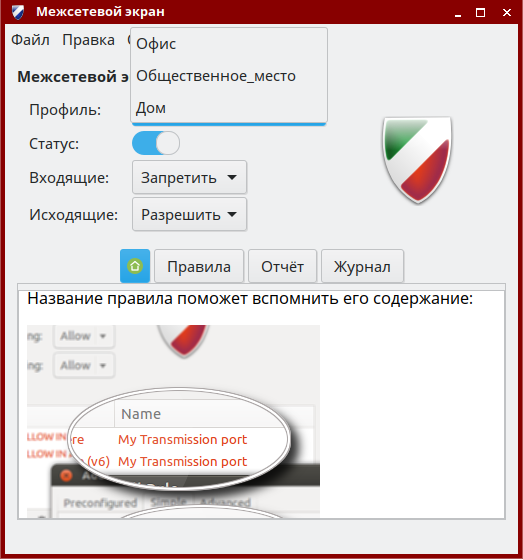 Межсетевой экран
Файл Правка
Офис
Общественное_место
Дом
Межсетевой э
Профиль:
Статус:
Входящие: Запретить
Исходящие: Разрешить
Правила Отчёт Журнал
Название правила поможет вспомнить его содержание:
ng: Allow
ng: Allow
Name
LLOW IN re My Transmission port
LLOW IN (v6) My Transmission port
Preconfigured Simple Advanced